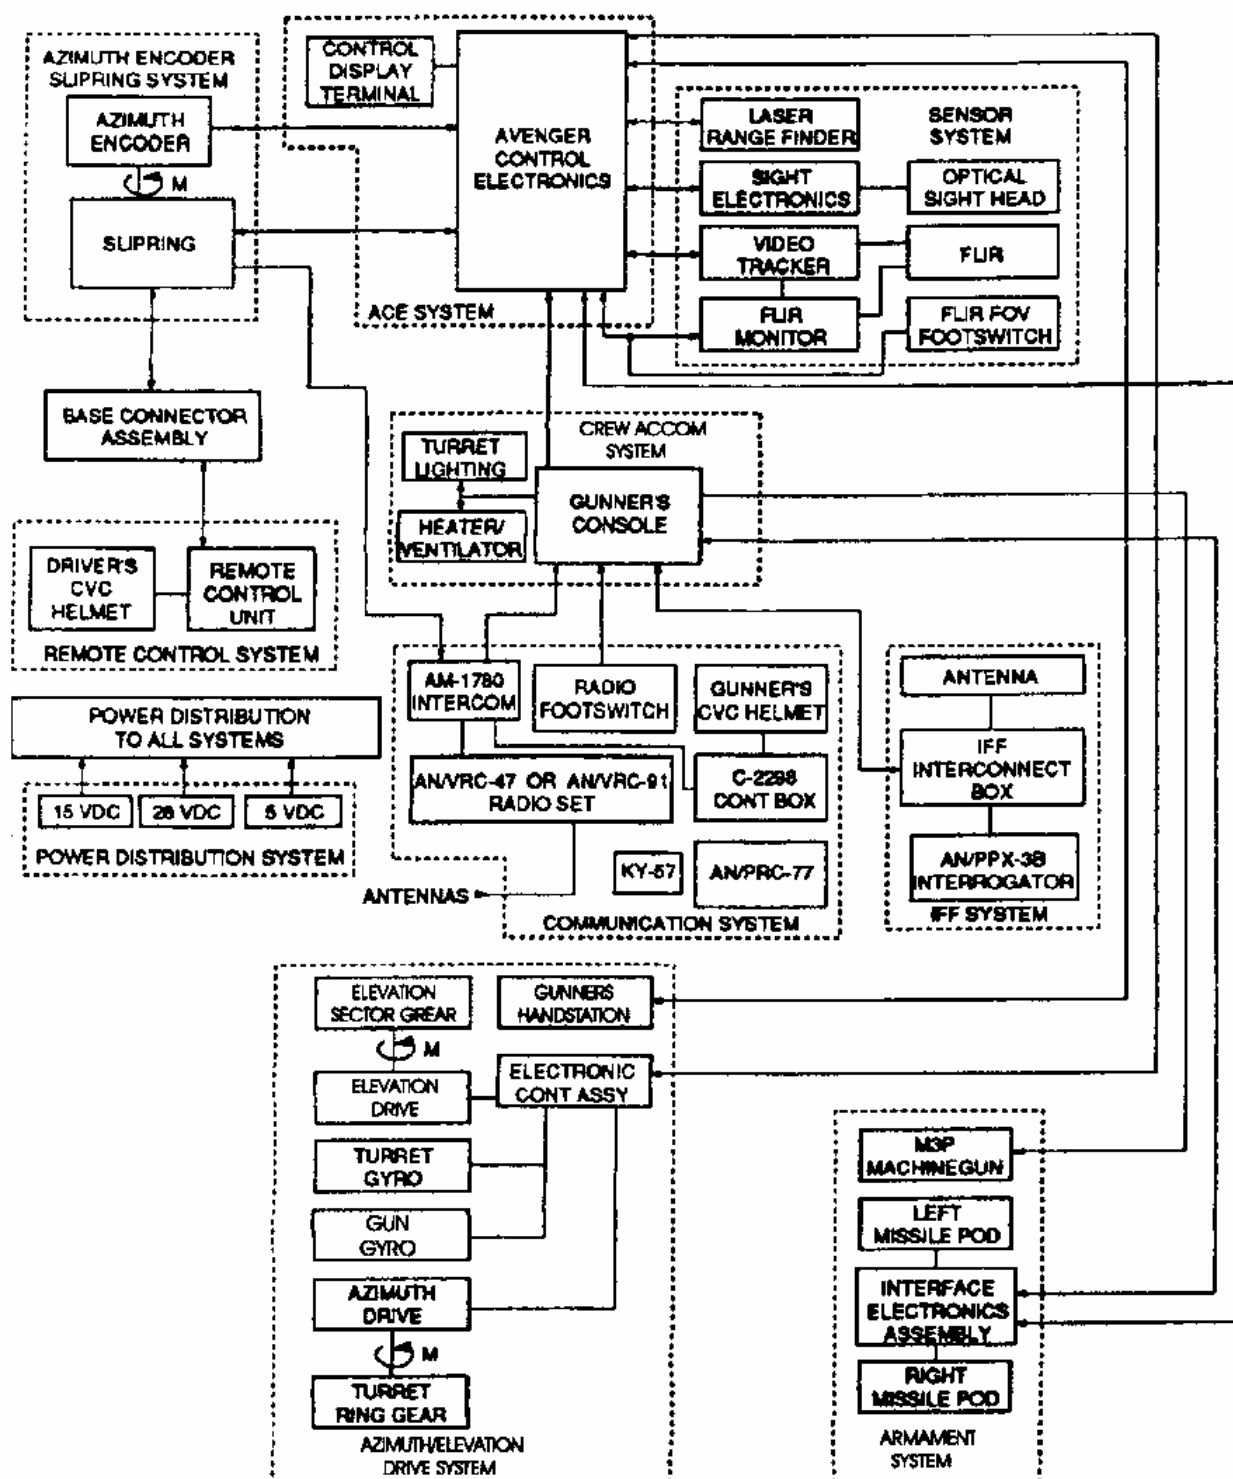 AZIMUTH ENCODER
SLIPRING SYSTEM
AZIMUTH
ENCODER
M
SLIPRING
CONTROL
DISPLAY
TERMINAL
AVENGER
CONTROL
ELECTRONICS
ACE SYSTEM
LASER
RANGE FINDER
SENSOR
SYSTEM
SIGHT
ELECTRONICS
OPTICAL
SIGHT HEAD
VIDEO
TRACKER
FLIR
FLIR
MONITOR
FLIR FOV
FOOTSWITCH
BASE CONNECTOR
ASSEMBLY
CREW ACCOM
SYSTEM
TURRET
LIGHTING
GUNNER'S
CONSOLE
HEATER/
VENTILATOR
DRIVER'S
CVC
HELMET
REMOTE
CONTROL
UNIT
REMOTE CONTROL SYSTEM
AM-1780
INTERCOM
RADIO
FOOTSWITCH
GUNNER'S
CVC HELMET
AN/VRC-47 OR AN/VRC-91
RADIO SET
C-2298
CONT BOX
KY-57
AN/PRC-77
ANTENNAS
COMMUNICATION SYSTEM
ANTENNA
IFF
INTERCONNECT
BOX
AN/PPX-3B
INTERROGATOR
IFF SYSTEM
POWER DISTRIBUTION
TO ALL SYSTEMS
15 VDC
28 VDC
5 VDC
POWER DISTRIBUTION SYSTEM
ELEVATION
SECTOR GREAR
M
GUNNERS
HANDSTATION
ELEVATION
DRIVE
ELECTRONIC
CONT ASSY
TURRET
GYRO
GUN
GYRO
AZIMUTH
DRIVE
M
TURRET
RING GEAR
AZIMUTH/ELEVATION
DRIVE SYSTEM
M3P
MACHINEGUN
LEFT
MISSILE POD
INTERFACE
ELECTRONICS
ASSEMBLY
RIGHT
MISSILE POD
ARMAMENT
SYSTEM